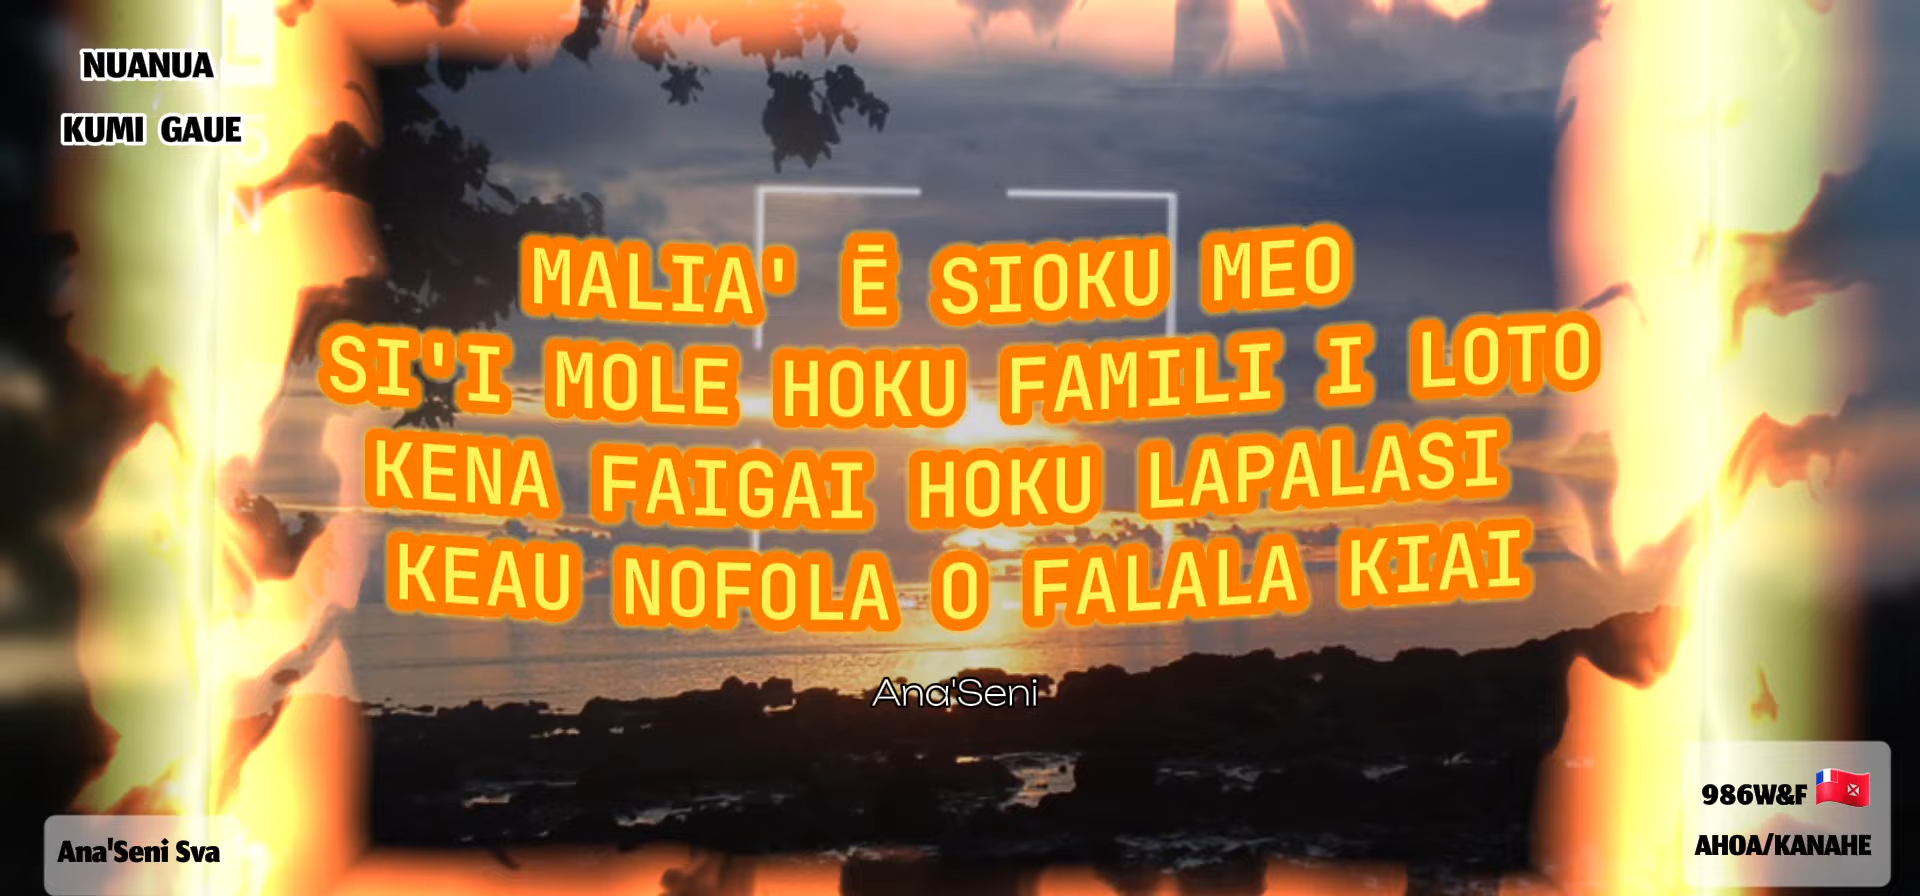 NUANUA
KUMI GAUE
MALIA' Ē SIOKU MEO
SI'I MOLE HOKU FAMILI I LOTO
KENA FAIGAI HOKU LAPALASI
KEAU NOFOLA O FALALA KIAI
Ana'Seni
Ana'Seni Sva
986W&F
AHOA/KANAHE